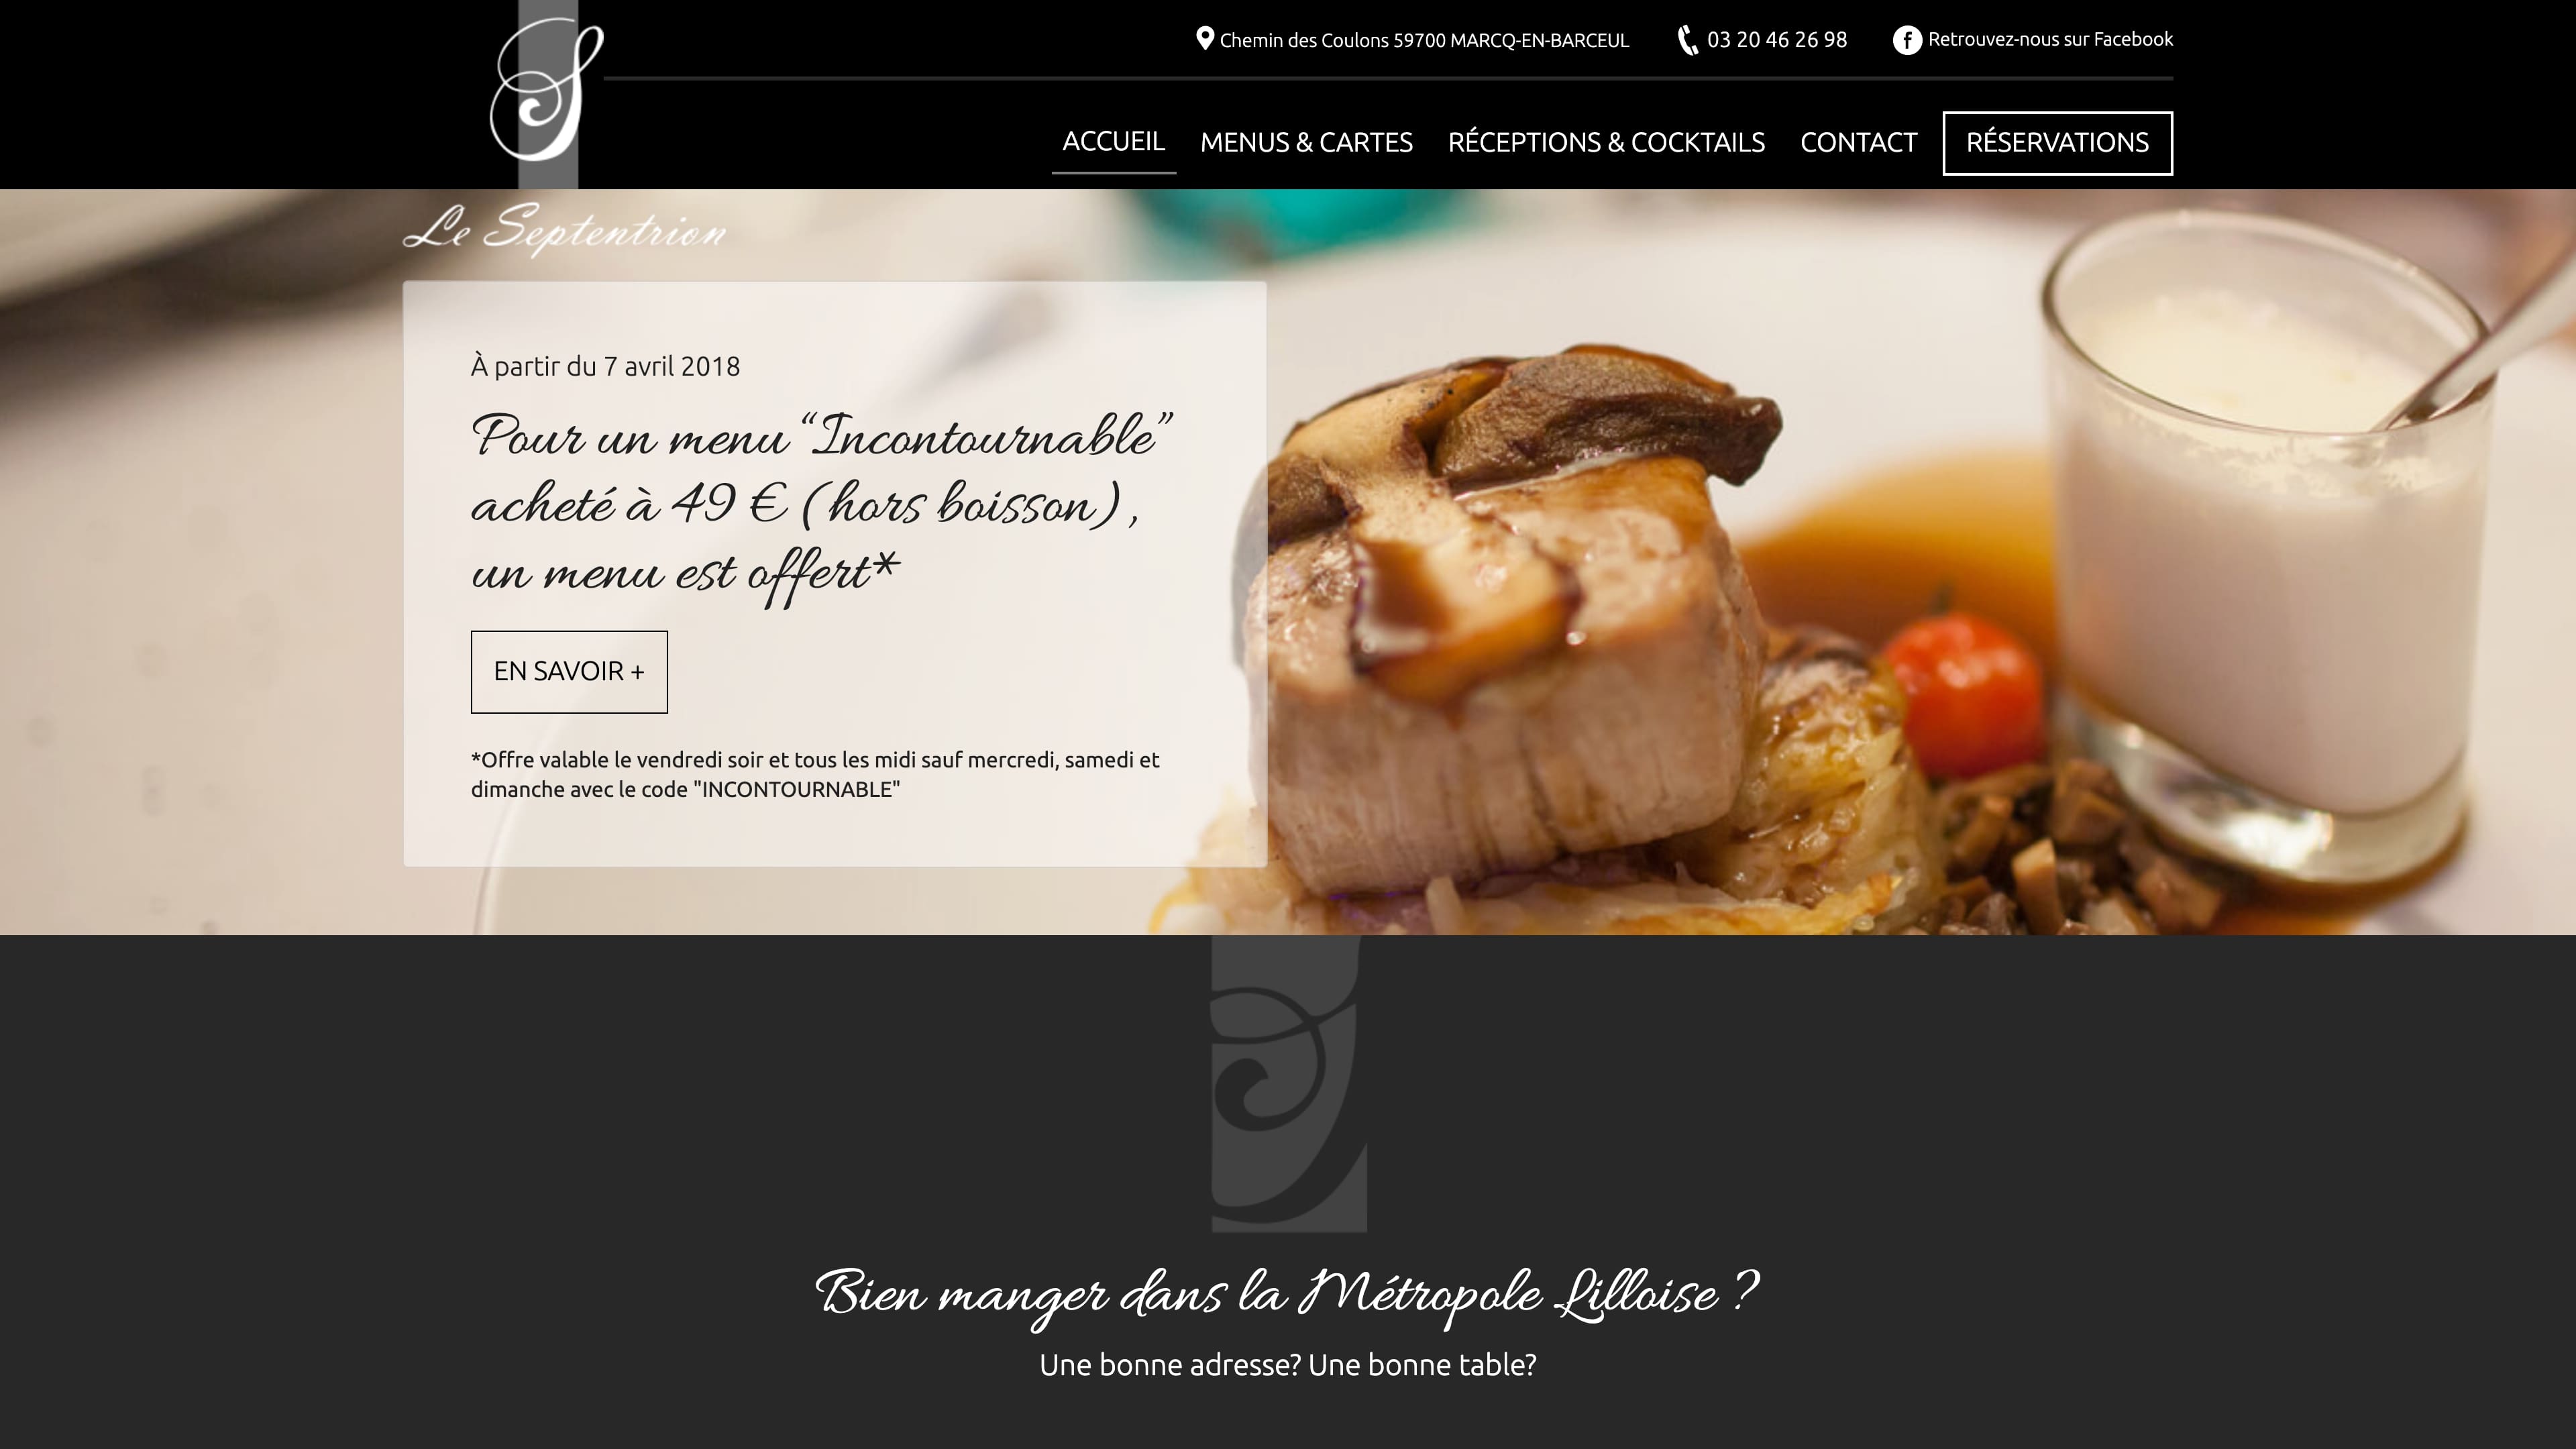 S
Chemin des Coulons 59700 MARCQ-EN-BARCEUL
03 20 46 26 98
Retrouvez-nous sur Facebook
ACCUEIL MENUS & CARTES RÉCEPTIONS & COCKTAILS CONTACT RÉSERVATIONS
Le Septentrion
À partir du 7 avril 2018
Pour un menu “Incontournable”
acheté à 49 € (hors boisson) ,
un menu est offert*
EN SAVOIR +
*Offre valable le vendredi soir et tous les midi sauf mercredi, samedi et
dimanche avec le code "INCONTOURNABLE"
Bien manger dans la Métropole Lilloise ?
Une bonne adresse? Une bonne table?